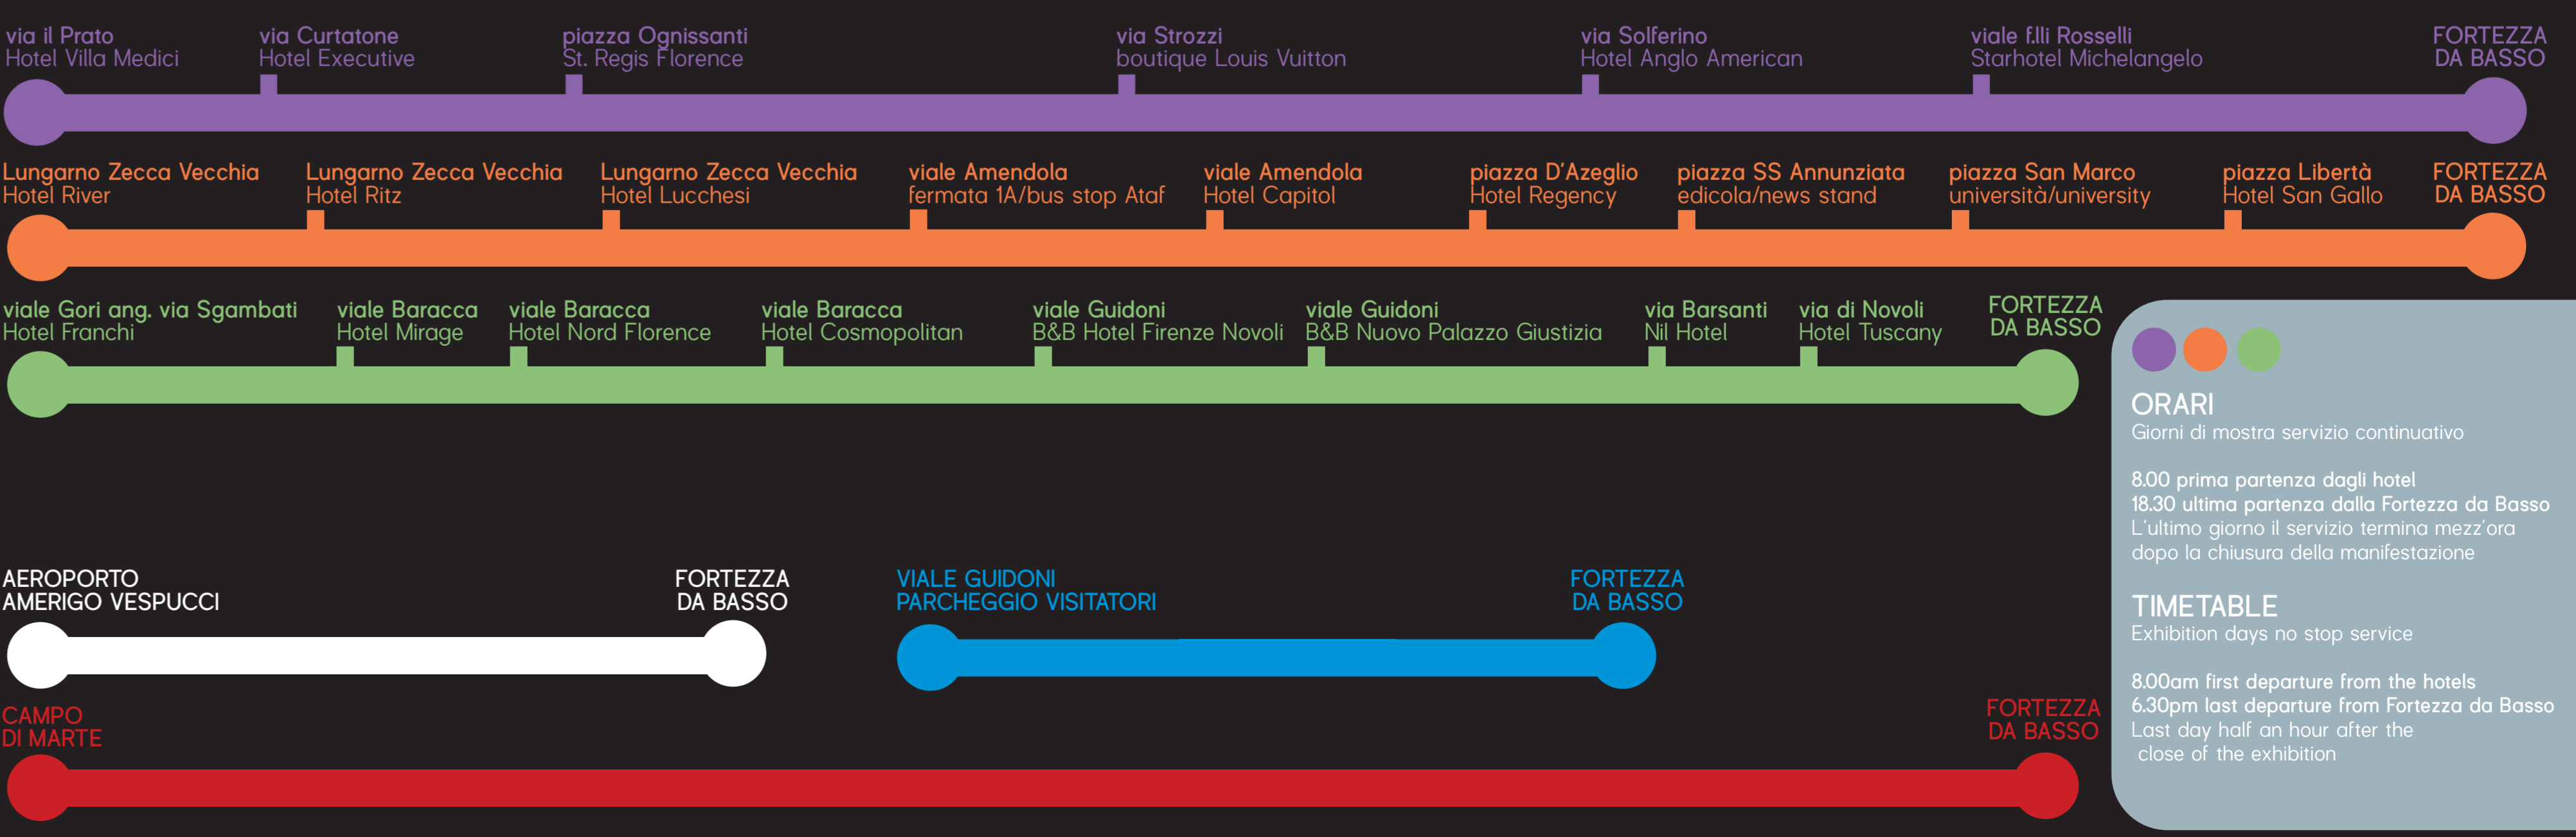 via il Prato
Hotel Villa Medici
via Curtatone
Hotel Executive
piazza Ognissanti
St. Regis Florence
via Strozzi
boutique Louis Vuitton
via Solferino
Hotel Anglo American
viale f.lli Rosselli
Starhotel Michelangelo
FORTEZZA
DA BASSO
Lungarno Zecca Vecchia
Hotel River
Lungarno Zecca Vecchia
Hotel Ritz
Lungarno Zecca Vecchia
Hotel Lucchesi
viale Amendola
fermata 1A/bus stop Ataf
viale Amendola
Hotel Capitol
piazza D'Azeglio
Hotel Regency
piazza SS Annunziata
edicola/news stand
piazza San Marco
università/university
piazza Libertà
Hotel San Gallo
FORTEZZA
DA BASSO
viale Gori ang. via Sgambati
Hotel Franchi
viale Baracca
Hotel Mirage
viale Baracca
Hotel Nord Florence
viale Baracca
Hotel Cosmopolitan
viale Guidoni
B&B Hotel Firenze Novoli
viale Guidoni
B&B Nuovo Palazzo Giustizia
via Barsanti
Nil Hotel
via di Novoli
Hotel Tuscany
FORTEZZA
DA BASSO
AEROPORTO
AMERIGO VESPUCCI
FORTEZZA
DA BASSO
VIALE GUIDONI
PARCHEGGIO VISITATORI
FORTEZZA
DA BASSO
CAMPO
DI MARTE
FORTEZZA
DA BASSO
ORARI
Giorni di mostra servizio continuativo
8.00 prima partenza dagli hotel
18.30 ultima partenza dalla Fortezza da Basso
L'ultimo giorno il servizio termina mezz'ora
dopo la chiusura della manifestazione
TIMETABLE
Exhibition days no stop service
8.00am first departure from the hotels
6.30pm last departure from Fortezza da Basso
Last day half an hour after the
close of the exhibition